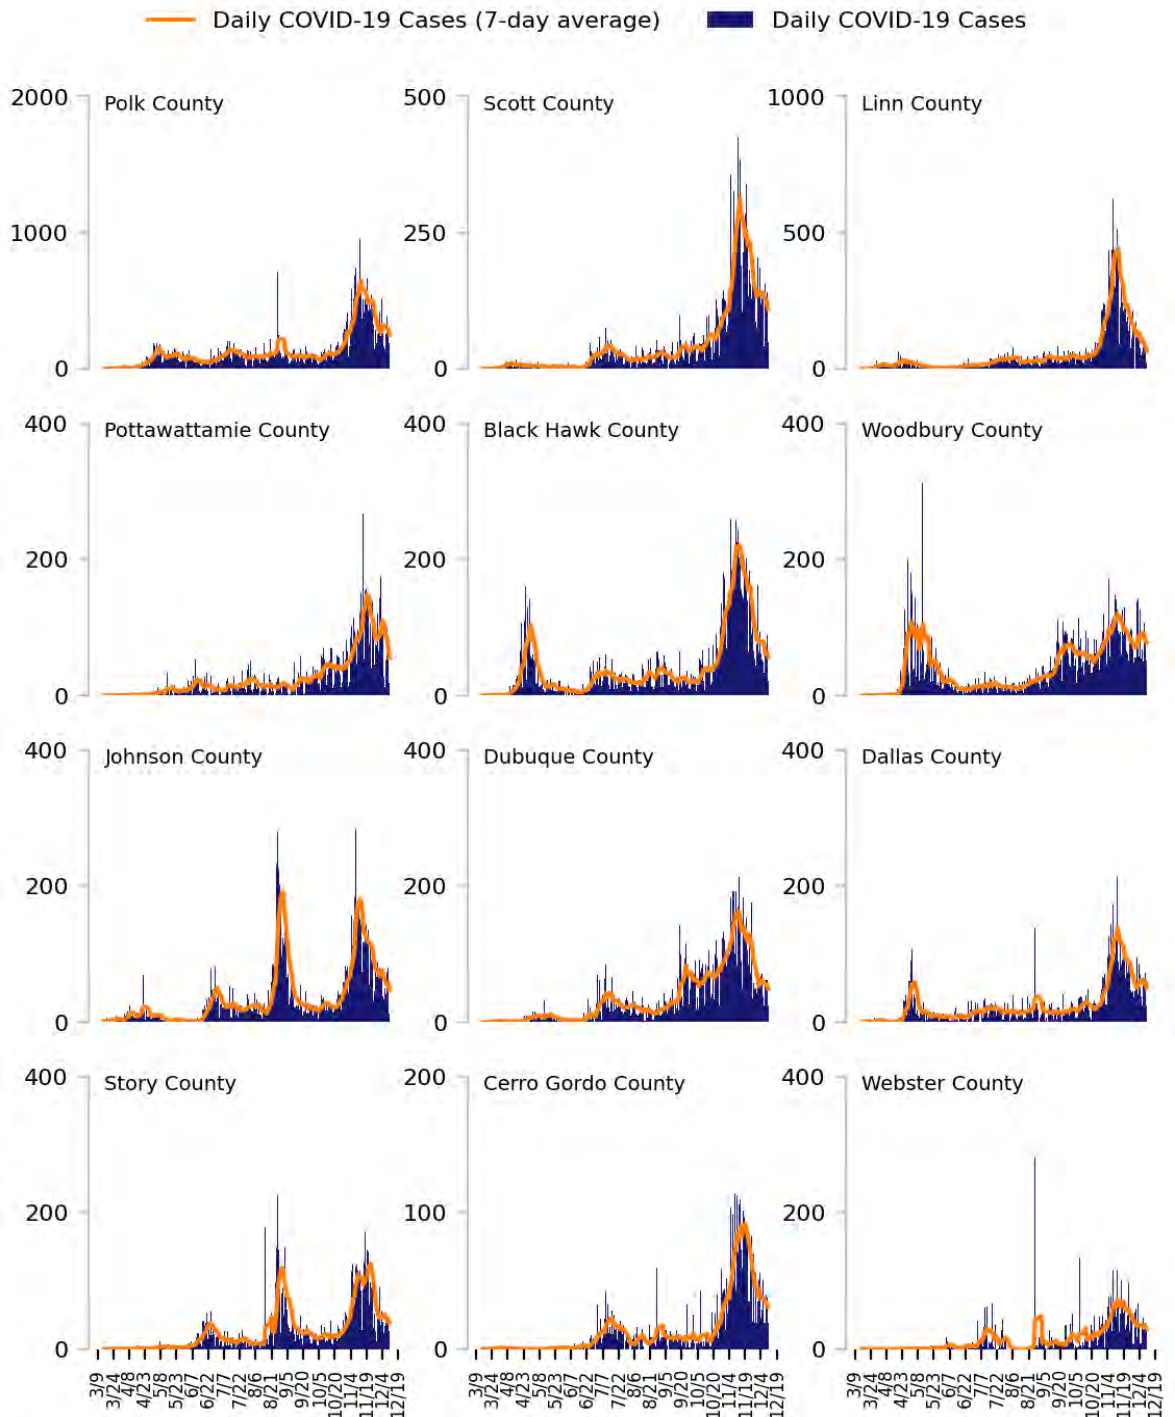 Daily COVID-19 Cases (7-day average) Daily COVID-19 Cases
2000 Polk County 500 Scott County 1000 Linn County
1000 250 500
0 0 0
400 Pottawattamie County 400 Black Hawk County 400 Woodbury County
200 200 200
0 0 0
400 Johnson County 400 Dubuque County 400 Dallas County
200 200 200
0 0 0
400 Story County 200 Cerro Gordo County 400 Webster County
200 100 200
0 0 0
3/9 3/24 4/8 4/23 5/8 5/23 6/7 6/22 7/7 7/22 8/6 8/21 9/5 9/20 10/5 10/20 11/4 11/19 12/4 12/19 3/9 3/24 4/8 4/23 5/8 5/23 6/7 6/22 7/7 7/22 8/6 8/21 9/5 9/20 10/5 10/20 11/4 11/19 12/4 12/19 3/9 3/24 4/8 4/23 5/8 5/23 6/7 6/22 7/7 7/22 8/6 8/21 9/5 9/20 10/5 10/20 11/4 11/19 12/4 12/19